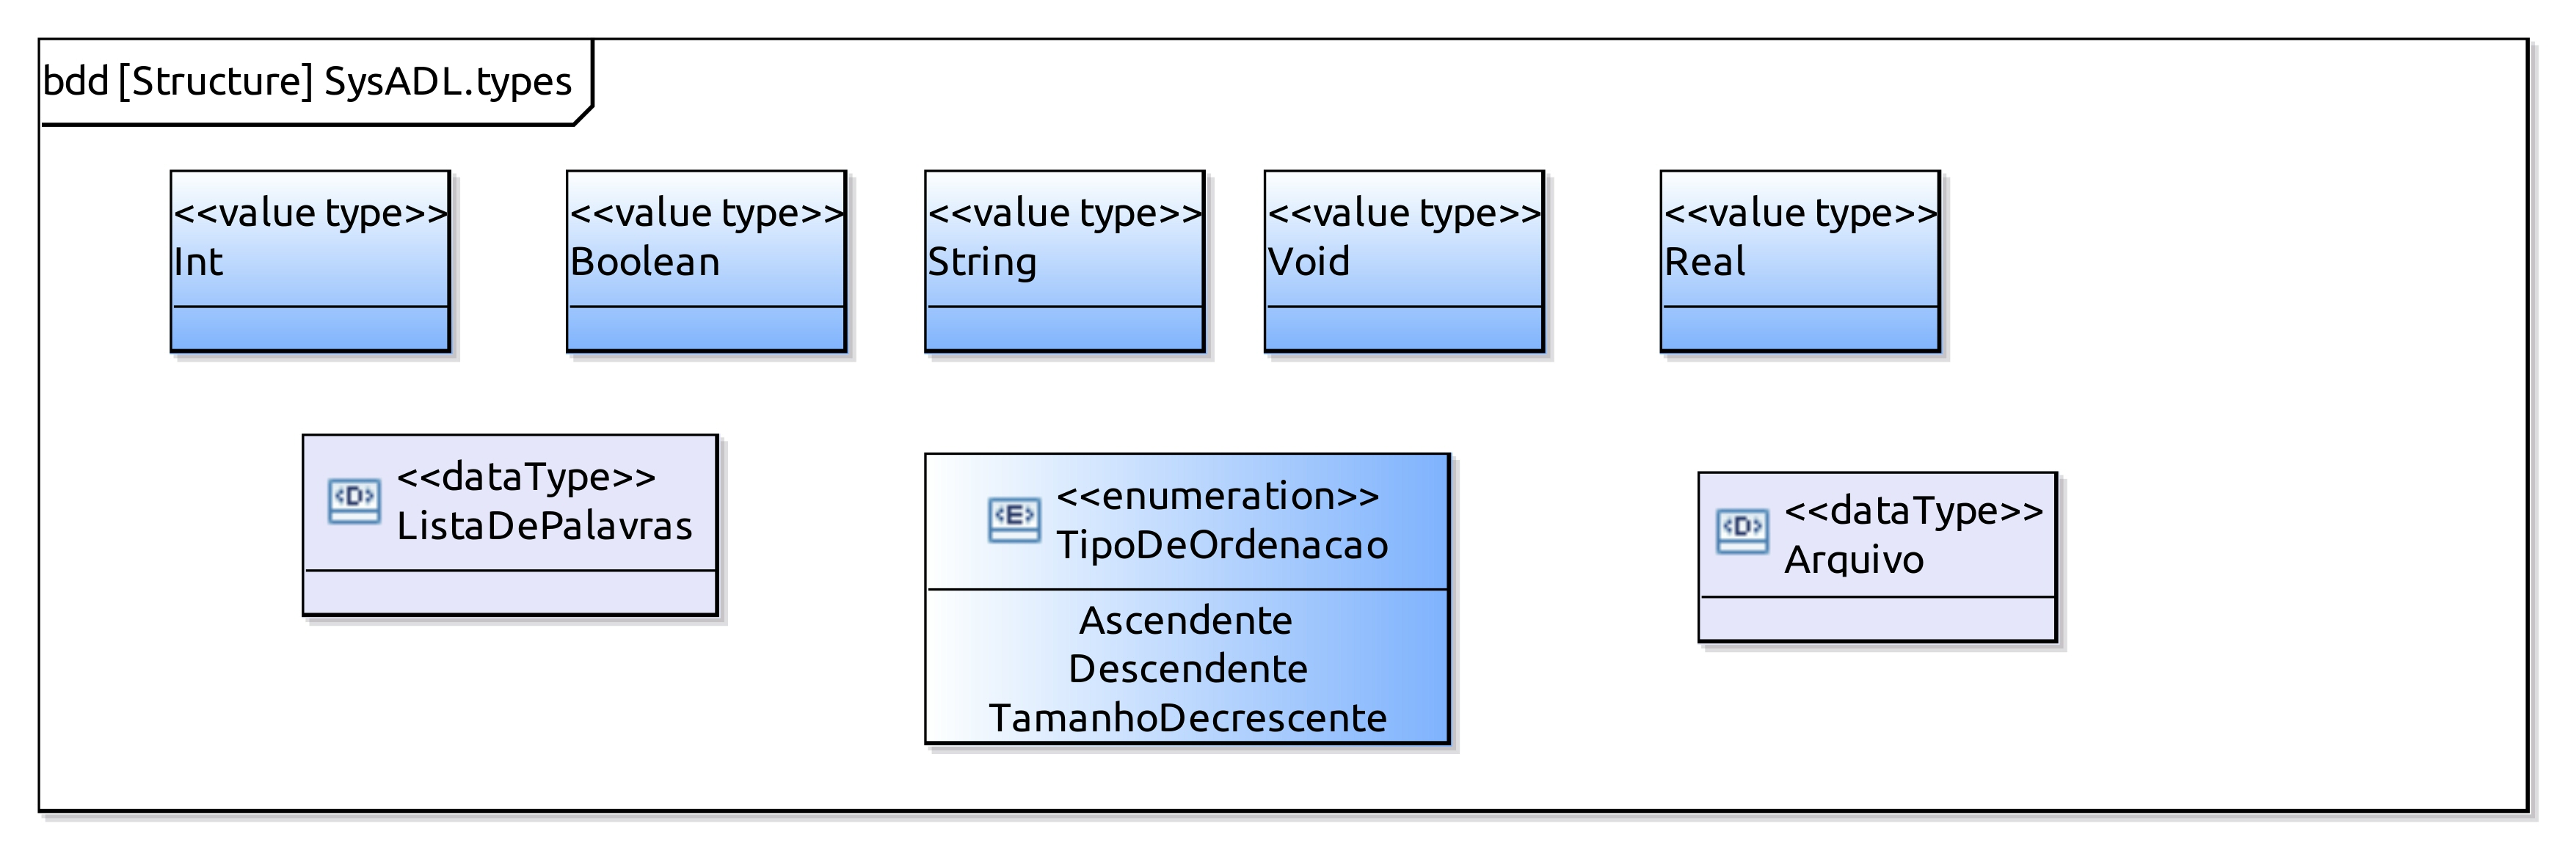 bdd [Structure] SysADL.types
<<value type>>
Int
<<value type>>
Boolean
<<value type>>
String
<<value type>>
Void
<<value type>>
Real
<D>
<<dataType>>
ListaDePalavras
<E>
<<enumeration>>
TipoDeOrdenacao
Ascendente
Descendente
TamanhoDecrescente
<D>
<<dataType>>
Arquivo